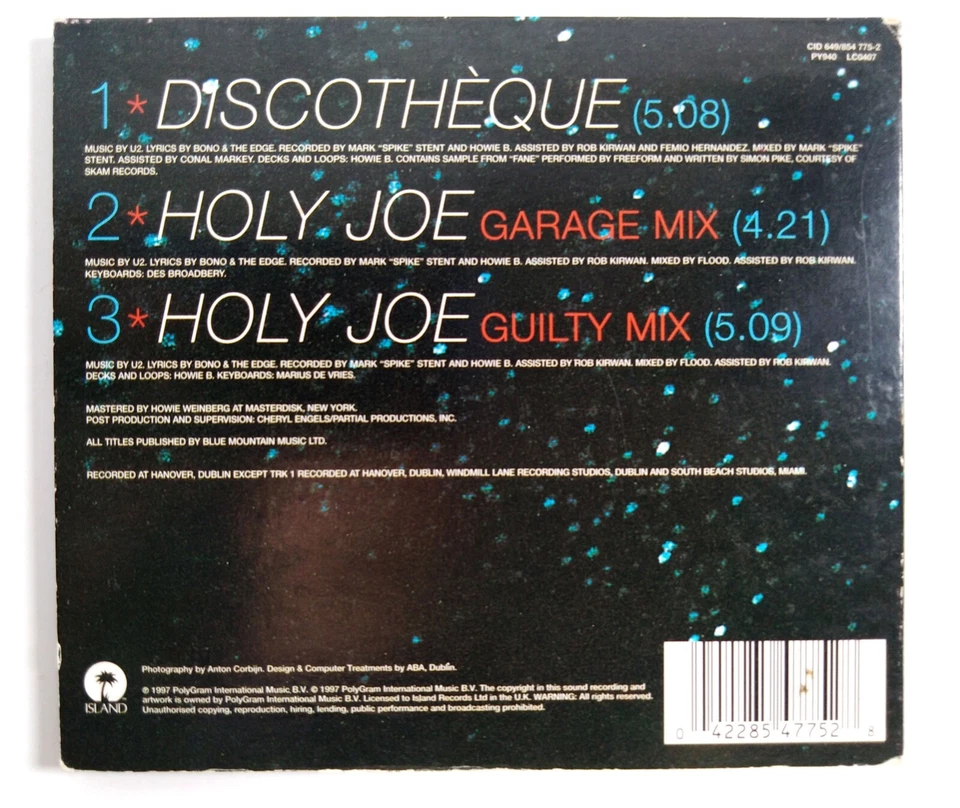 CID 649/854 775-2
PY940 LC0407
1*DISCOTHÈQUE (5.08)
MUSIC BY U2. LYRICS BY BONO & THE EDGE. RECORDED BY MARK "SPIKE" STENT AND HOWIE B. ASSISTED BY ROB KIRWAN AND FEMIO HERNANDEZ. MIXED BY MARK "SPIKE"
STENT. ASSISTED BY CONAL MARKEY. DECKS AND LOOPS: HOWIE B. CONTAINS SAMPLE FROM "FANE" PERFORMED BY FREEFORM AND WRITTEN BY SIMON PIKE, COURTESY OF
SKAM RECORDS.
2*HOLY JOE GARAGE MIX (4.21)
MUSIC BY U2. LYRICS BY BONO & THE EDGE. RECORDED BY MARK "SPIKE" STENT AND HOWIE B. ASSISTED BY ROB KIRWAN. MIXED BY FLOOD. ASSISTED BY ROB KIRWAN.
KEYBOARDS: DES BROADBERY.
3*HOLY JOE GUILTY MIX (5.09)
MUSIC BY U2. LYRICS BY BONO & THE EDGE. RECORDED BY MARK "SPIKE" STENT AND HOWIE B. ASSISTED BY ROB KIRWAN. MIXED BY FLOOD. ASSISTED BY ROB KIRWAN.
DECKS AND LOOPS: HOWIE B. KEYBOARDS: MARIUS DE VRIES.
MASTERED BY HOWIE WEINBERG AT MASTERDISK, NEW YORK.
POST PRODUCTION AND SUPERVISION: CHERYL ENGELS/PARTIAL PRODUCTIONS, INC.
ALL TITLES PUBLISHED BY BLUE MOUNTAIN MUSIC LTD.
RECORDED AT HANOVER, DUBLIN EXCEPT TRK 1 RECORDED AT HANOVER, DUBLIN, WINDMILL LANE RECORDING STUDIOS, DUBLIN AND SOUTH BEACH STUDIOS, MIAMI.
Photography by Anton Corbijn. Design & Computer Treatments by ABA, Dublin.
℗ 1997 PolyGram International Music B.V. © 1997 PolyGram International Music B.V. The copyright in this sound recording and
artwork is owned by PolyGram International Music B.V. Licensed to Island Records Ltd in the U.K. WARNING: All rights reserved.
Unauthorised copying, reproduction, hiring, lending, public performance and broadcasting prohibited.
ISLAND
0 42285 47752 8